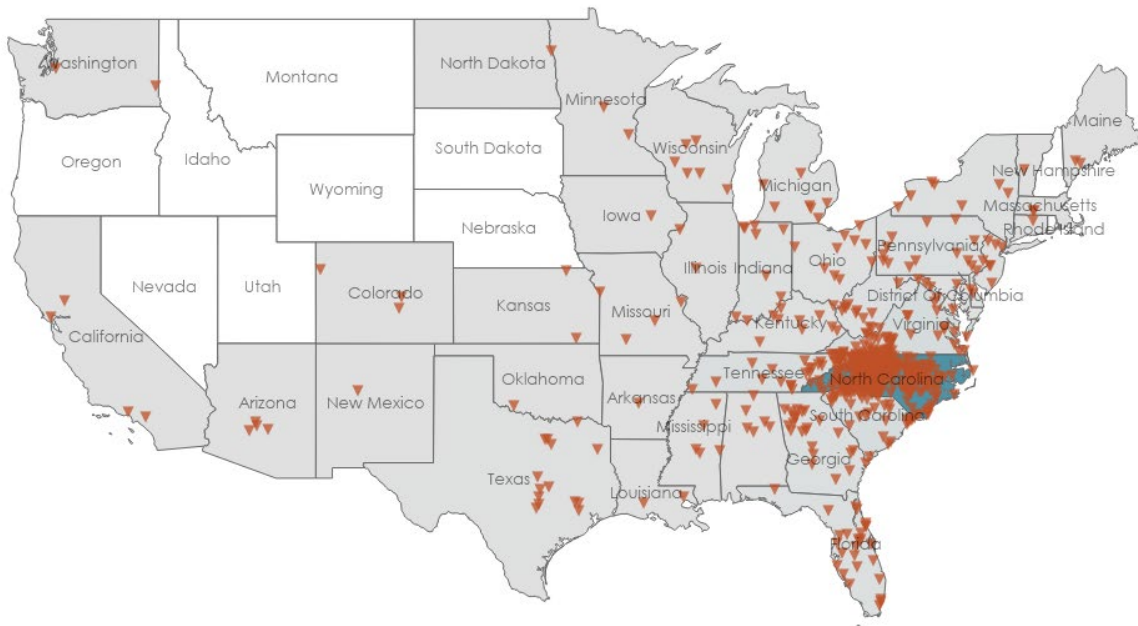 Washington
Montana
North Dakota
Minnesota
Maine
Oregon
Idaho
South Dakota
Wisconsin
New Hampshire
Wyoming
Michigan
Massachusetts
Iowa
Rhode Island
Nebraska
Pennsylvania
Nevada
Utah
Colorado
Illinois
Indiana
Ohio
District Of Columbia
California
Kansas
Missouri
Kentucky
Virginia
Tennessee
North Carolina
Arizona
New Mexico
Oklahoma
Arkansas
South Carolina
Mississippi
Georgia
Texas
Louisiana
Florida